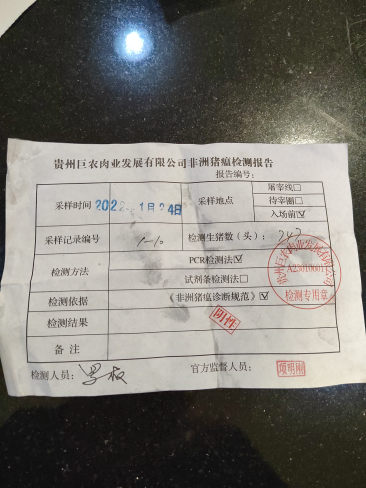 贵州巨农肉业发展有限公司非洲猪瘟检测报告
报告编号：
采样时间 202 1月24日 采样地点
屠宰线□
待宰圈□
入场前☑
采样记录编号 1-10 检测生猪数（头）：
检测方法 PCR检测法☑
试剂条检测法□
检测依据 《非洲猪瘟诊断规范》☑
检测结果 阴性
备 注
检测人员： 官方监督人员：
检测专用章